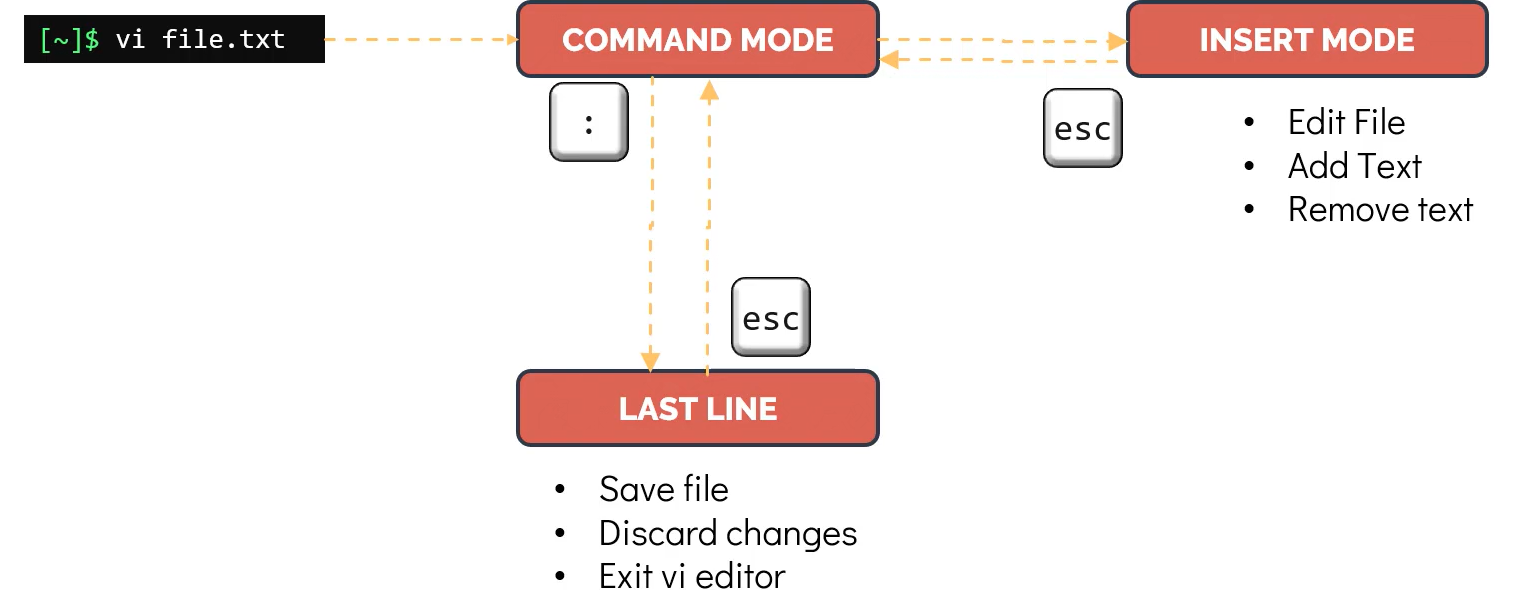 [~]$ vi file.txt
COMMAND MODE
INSERT MODE
:
esc
• Edit File
• Add Text
• Remove text
esc
LAST LINE
• Save file
• Discard changes
• Exit vi editor